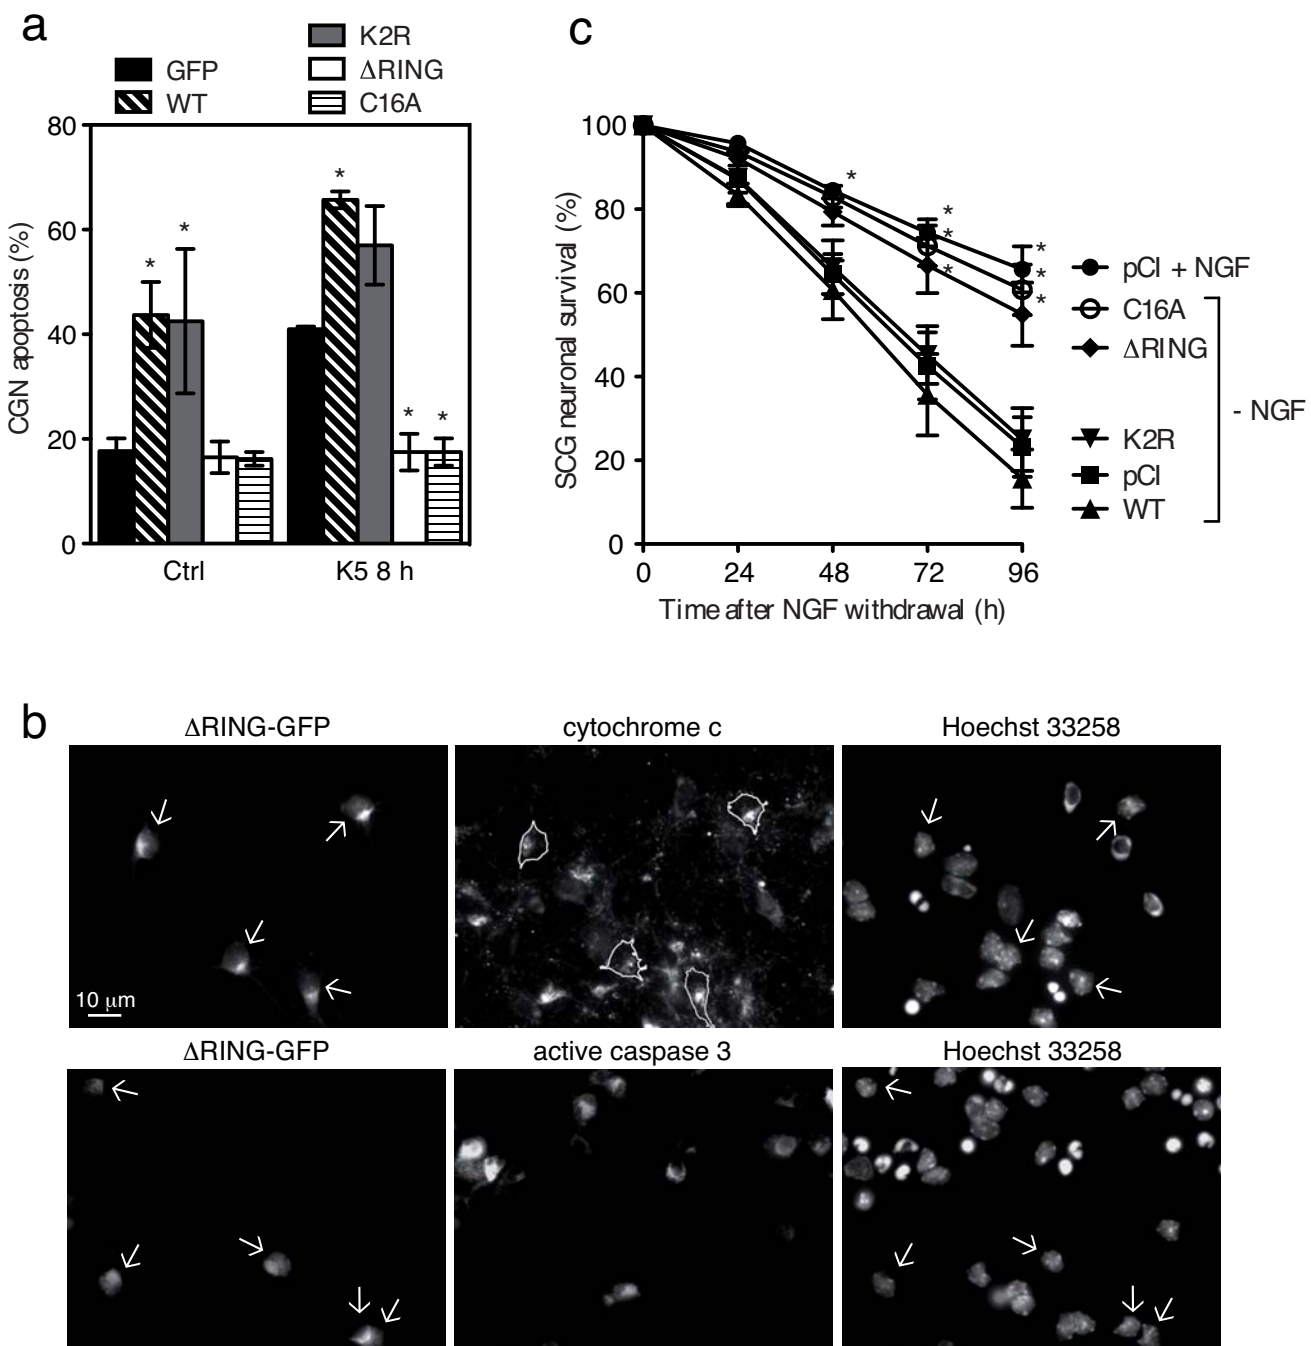 a
GFP
WT
K2R
ΔRING
C16A
CGN apoptosis (%)
80
60
40
20
0
*
*
*
*
*
Ctrl
K5 8 h
c
SCG neuronal survival (%)
100
80
60
40
20
0
*
*
*
*
*
*
*
0 24 48 72 96
Time after NGF withdrawal (h)
pCI + NGF
C16A
ΔRING
K2R
pCI
WT
- NGF
b
ΔRING-GFP
cytochrome c
Hoechst 33258
10 μm
ΔRING-GFP
active caspase 3
Hoechst 33258